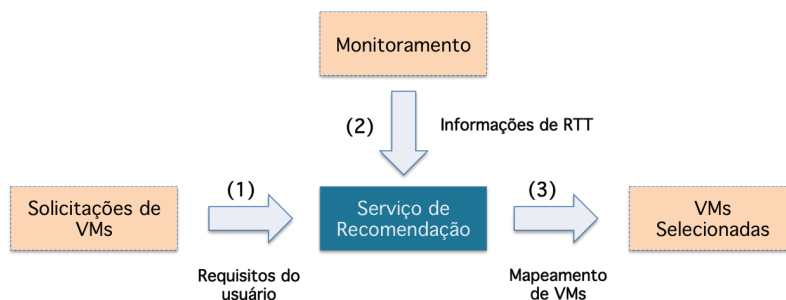 Monitoramento
(2)
Informações de RTT
(1)
(3)
Solicitações de
VMs
Serviço de
Recomendação
VMs
Selecionadas
Requisitos do
usuário
Mapeamento
de VMs